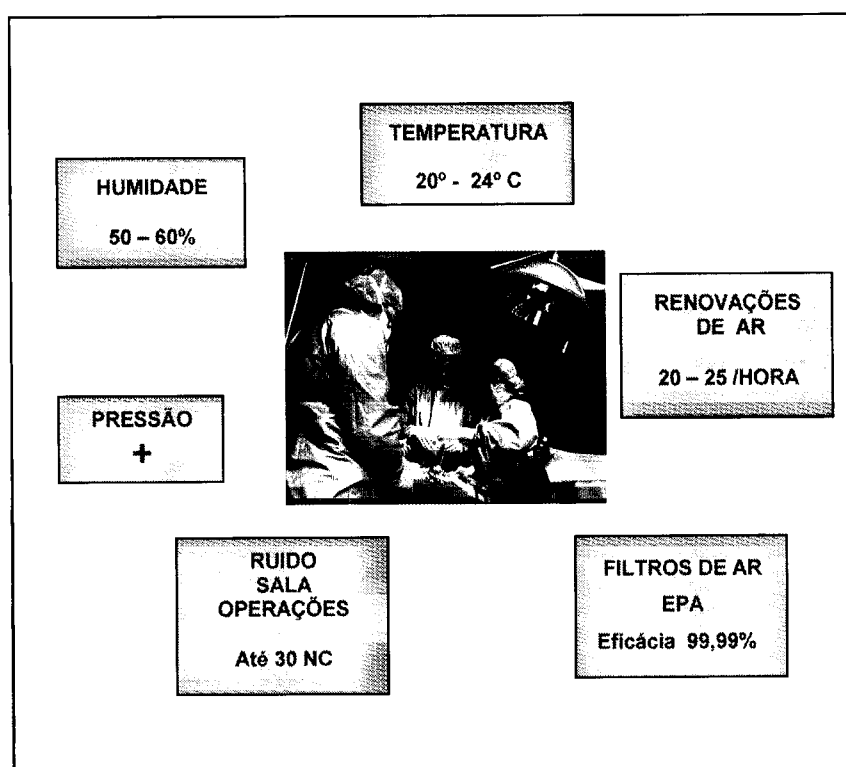 TEMPERATURA
20º - 24º C
HUMIDADE
50 – 60%
RENOVAÇÕES
DE AR
20 – 25 /HORA
PRESSÃO
+
RUIDO
SALA
OPERAÇÕES
Até 30 NC
FILTROS DE AR
EPA
Eficácia 99,99%